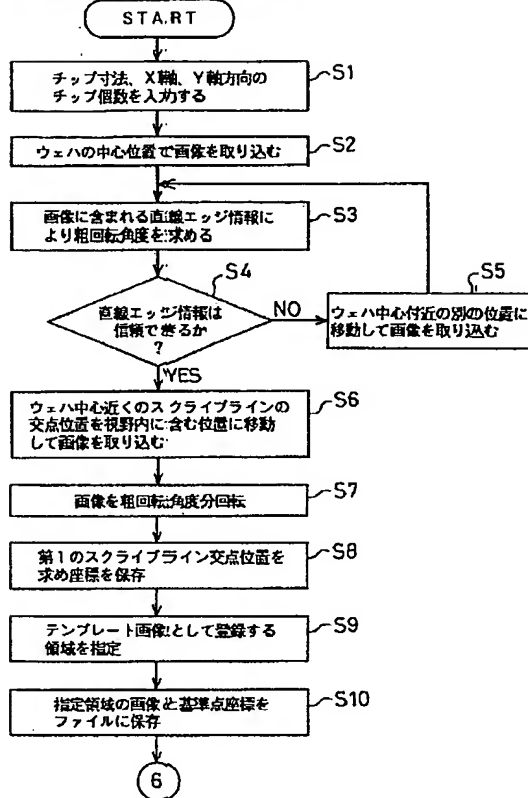 START
チップ寸法、X軸、Y軸方向の
チップ個数を入力する
S1
ウェハの中心位置で画像を取り込む
S2
画像に含まれる直線エッジ情報に
より粗回転角度を求める
S3
直線エッジ情報は
信頼できるか
?
S4
NO
YES
ウェハ中心付近の別の位置に
移動して画像を取り込む
S5
ウェハ中心近くのスクライブラインの
交点位置を視野内に含む位置に移動
して画像を取り込む
S6
画像を粗回転角度分回転
S7
第1のスクライブライン交点位置を
求め座標を保存
S8
テンプレート画像として登録する
領域を指定
S9
指定領域の画像と基準点座標を
ファイルに保存
S10
6